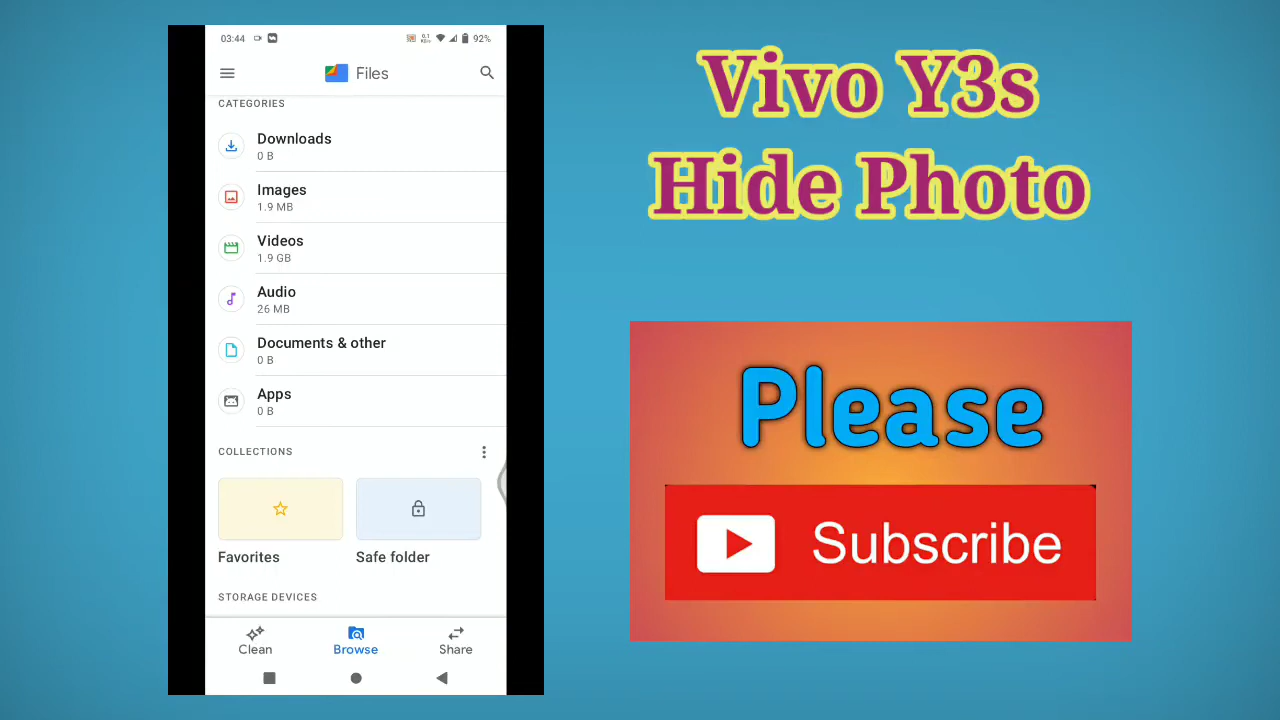 03:44
0.1
92%
Files
CATEGORIES
Downloads
0 B
Images
1.9 MB
Videos
1.9 GB
Audio
26 MB
Documents & other
0 B
Apps
0 B
COLLECTIONS
Favorites
Safe folder
STORAGE DEVICES
Clean
Browse
Share
Vivo Y3s
Hide Photo
Please
Subscribe